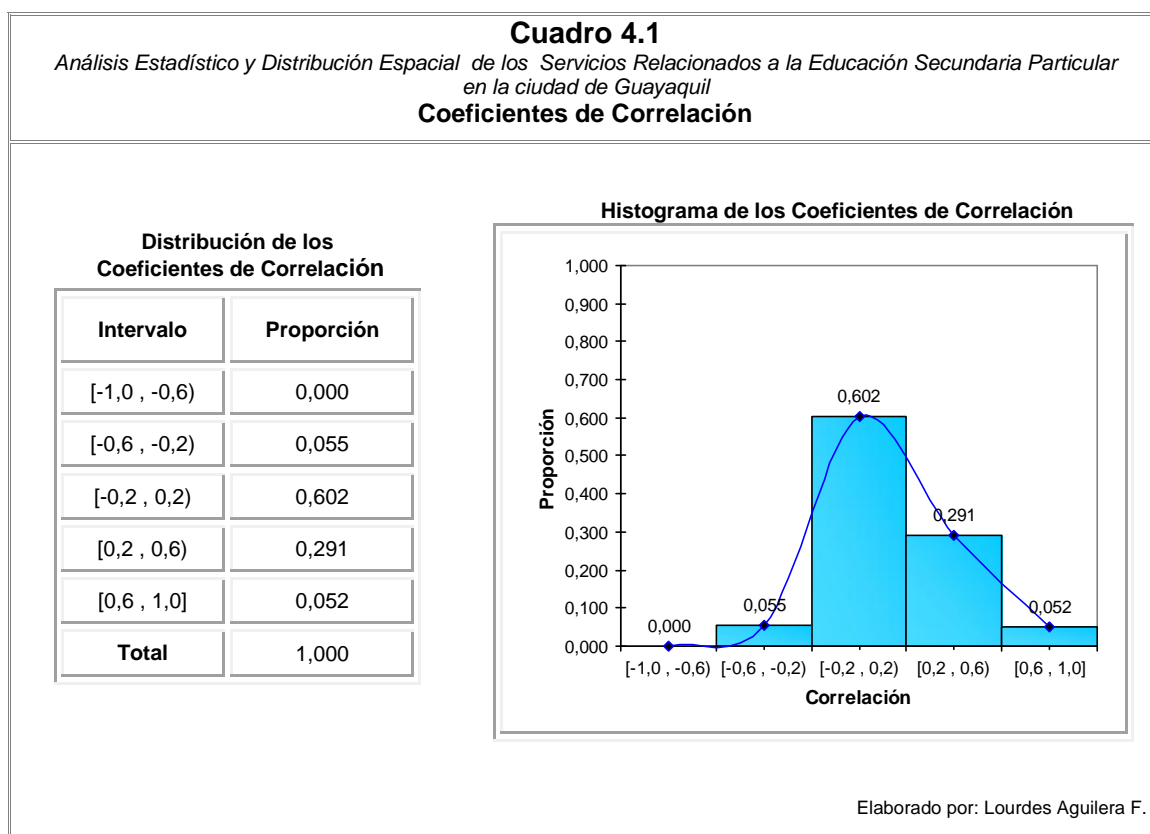 Cuadro 4.1
Análisis Estadístico y Distribución Espacial de los Servicios Relacionados a la Educación Secundaria Particular
en la ciudad de Guayaquil
Coeficientes de Correlación
Distribución de los
Coeficientes de Correlación
Intervalo Proporción
[-1,0 , -0,6) 0,000
[-0,6 , -0,2) 0,055
[-0,2 , 0,2) 0,602
[0,2 , 0,6) 0,291
[0,6 , 1,0] 0,052
Total 1,000
Histograma de los Coeficientes de Correlación
1,000
0,900
0,800
0,700
0,600
0,500
0,400
0,300
0,200
0,100
0,000
Proporción
0,000
0,055
0,602
0,291
0,052
[-1,0 , -0,6) [-0,6 , -0,2) [-0,2 , 0,2) [0,2 , 0,6) [0,6 , 1,0]
Correlación
Elaborado por: Lourdes Aguilera F.